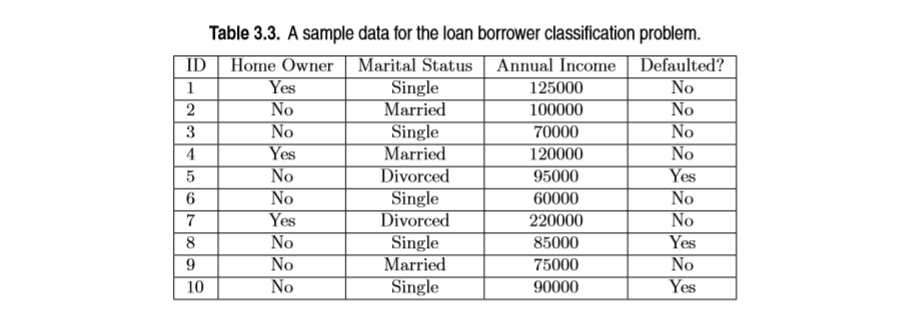 Table 3.3. A sample data for the loan borrower classification problem.
ID Home Owner Marital Status Annual Income Defaulted?
1 Yes Single 125000 No
2 No Married 100000 No
3 No Single 70000 No
4 Yes Married 120000 No
5 No Divorced 95000 Yes
6 No Single 60000 No
7 Yes Divorced 220000 No
8 No Single 85000 Yes
9 No Married 75000 No
10 No Single 90000 Yes